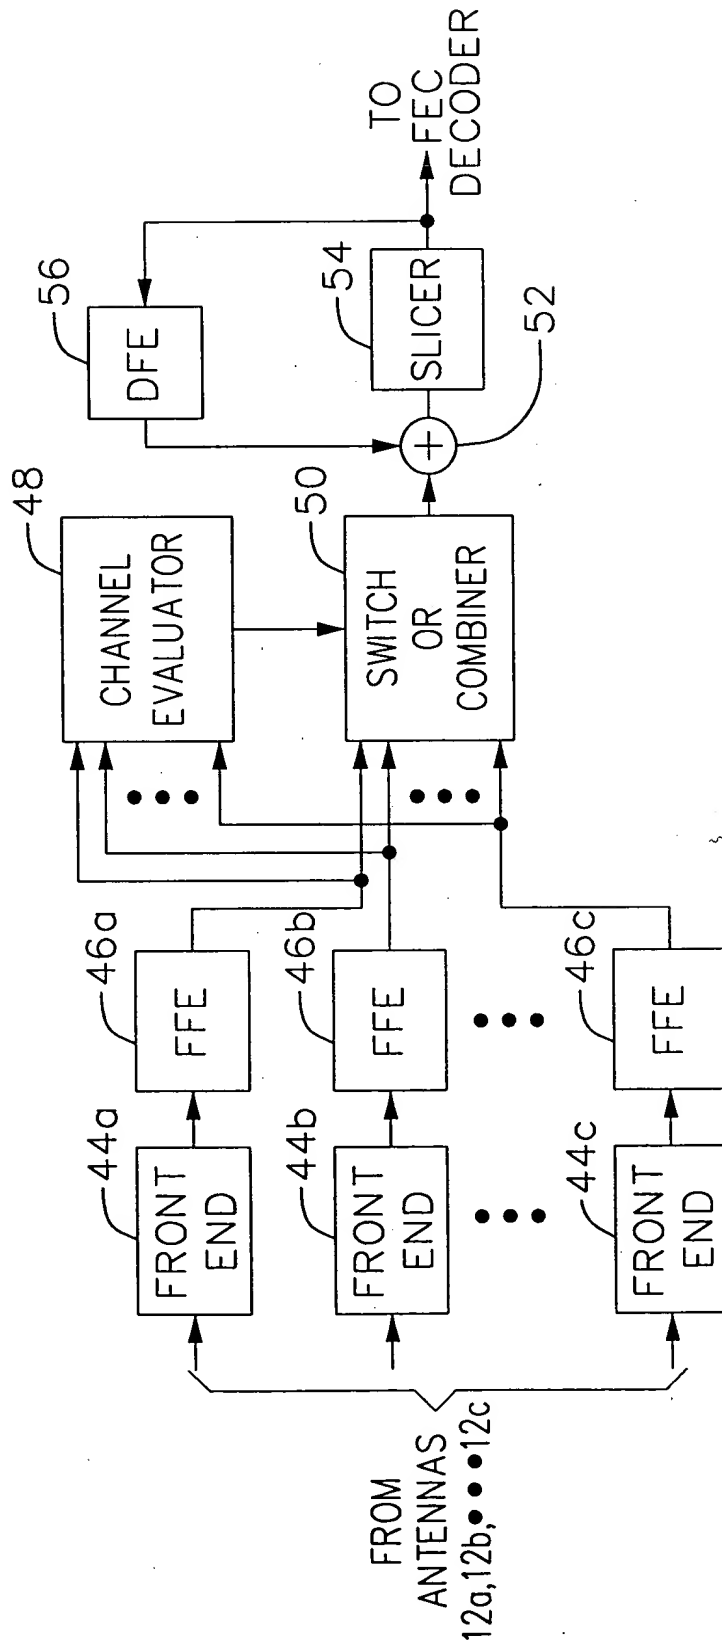 FROM
ANTENNAS
12a,12b,•••12c
44a
FRONT
END
46a
FFE
44b
FRONT
END
46b
FFE
44c
FRONT
END
46c
FFE
48
CHANNEL
EVALUATOR
50
SWITCH
OR
COMBINER
+
52
54
SLICER
56
DFE
TO
FEC
DECODER